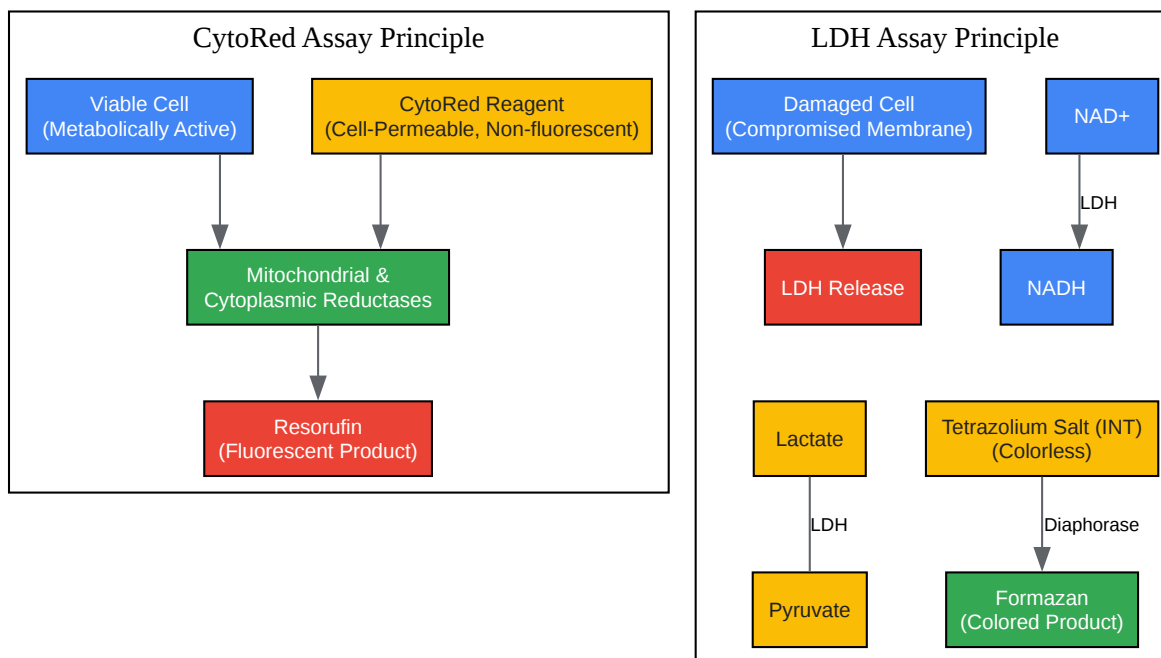 CytoRed Assay Principle
Viable Cell
(Metabolically Active)
CytoRed Reagent
(Cell-Permeable, Non-fluorescent)
Mitochondrial &
Cytoplasmic Reductases
Resorufin
(Fluorescent Product)
LDH Assay Principle
Damaged Cell
(Compromised Membrane)
NAD+
LDH
LDH Release
NADH
Lactate
Tetrazolium Salt (INT)
(Colorless)
LDH
Diaphorase
Pyruvate
Formazan
(Colored Product)